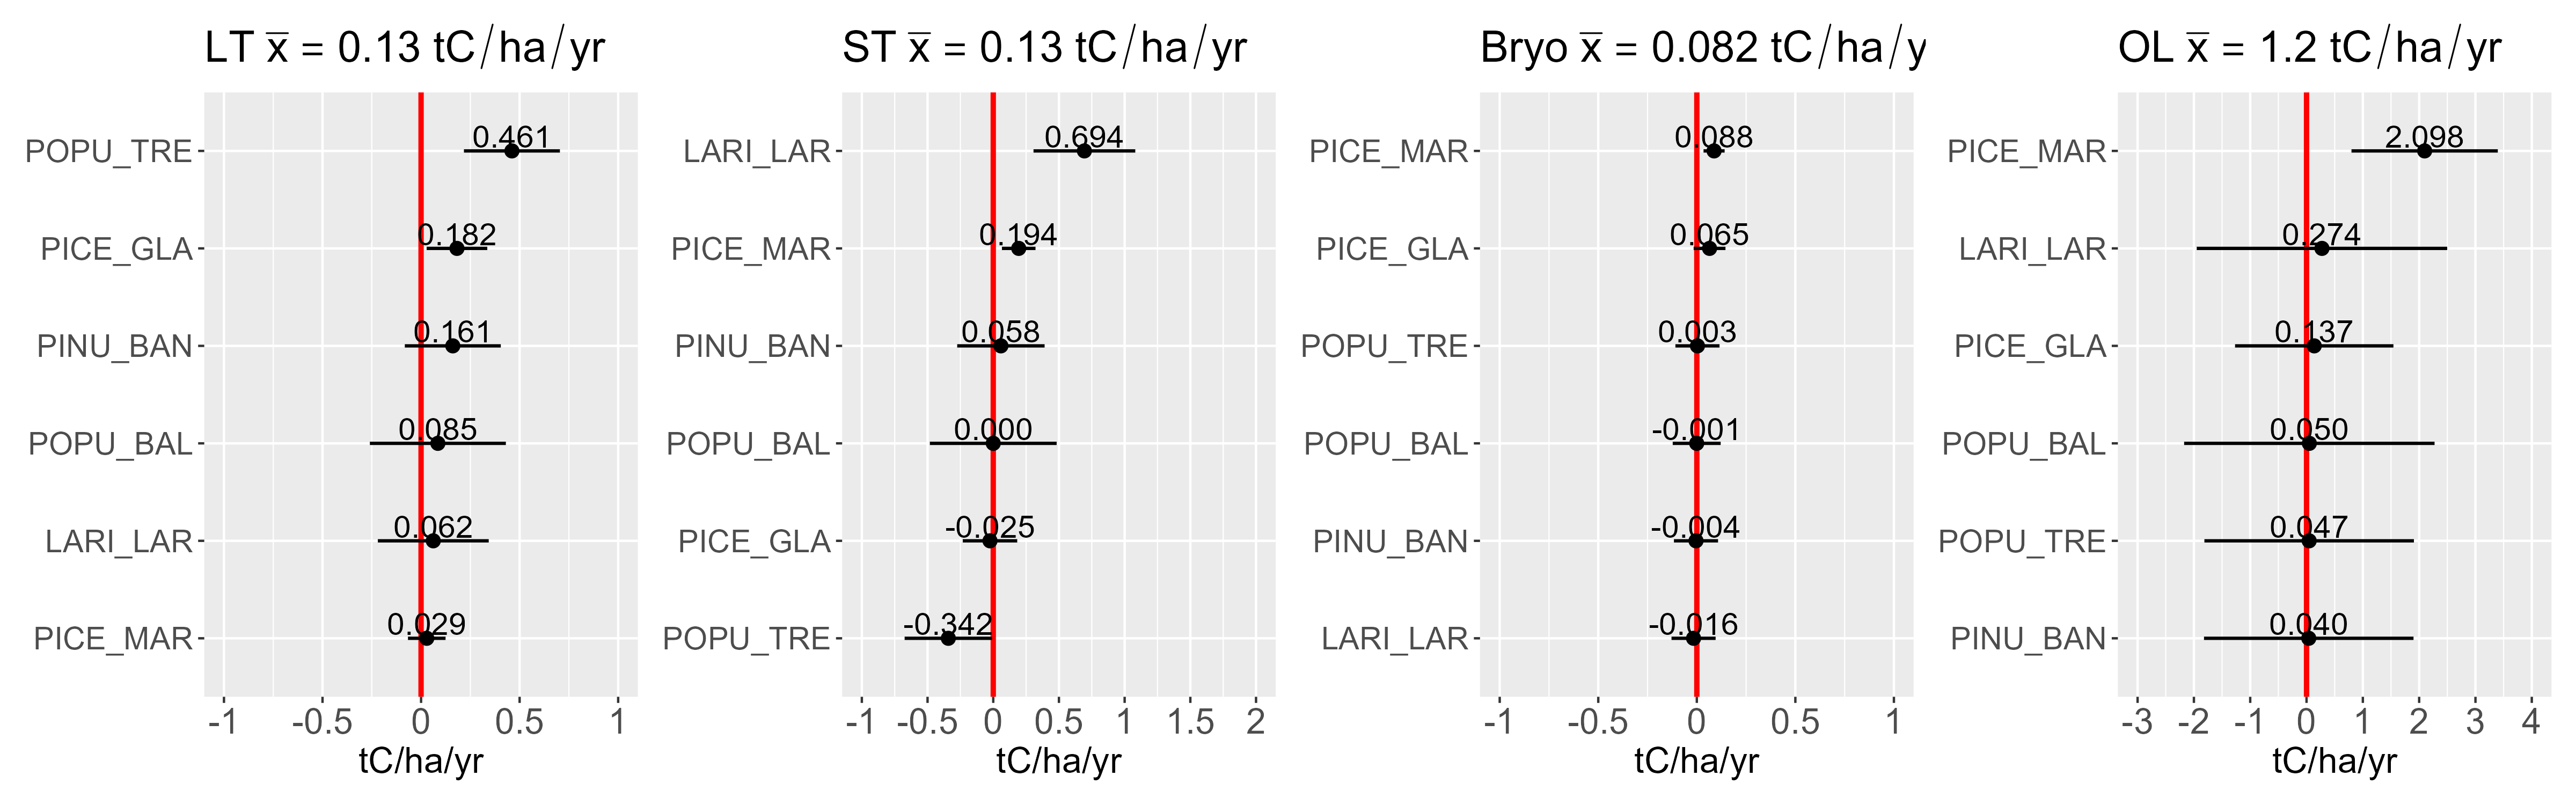 LT x̅ = 0.13 tC/ha/yr
POPU_TRE
0.461
PICE_GLA
0.182
PINU_BAN
0.161
POPU_BAL
0.085
LARI_LAR
0.062
PICE_MAR
0.029
-1 -0.5 0 0.5 1
tC/ha/yr
ST x̅ = 0.13 tC/ha/yr
LARI_LAR
0.694
PICE_MAR
0.194
PINU_BAN
0.058
POPU_BAL
0.000
PICE_GLA
-0.025
POPU_TRE
-0.342
-1 -0.5 0 0.5 1 1.5 2
tC/ha/yr
Bryo x̅ = 0.082 tC/ha/y
PICE_MAR
0.088
PICE_GLA
0.065
POPU_TRE
0.003
POPU_BAL
-0.001
PINU_BAN
-0.004
LARI_LAR
-0.016
-1 -0.5 0 0.5 1
tC/ha/yr
OL x̅ = 1.2 tC/ha/yr
PICE_MAR
2.098
LARI_LAR
0.274
PICE_GLA
0.137
POPU_BAL
0.050
POPU_TRE
0.047
PINU_BAN
0.040
-3 -2 -1 0 1 2 3 4
tC/ha/yr